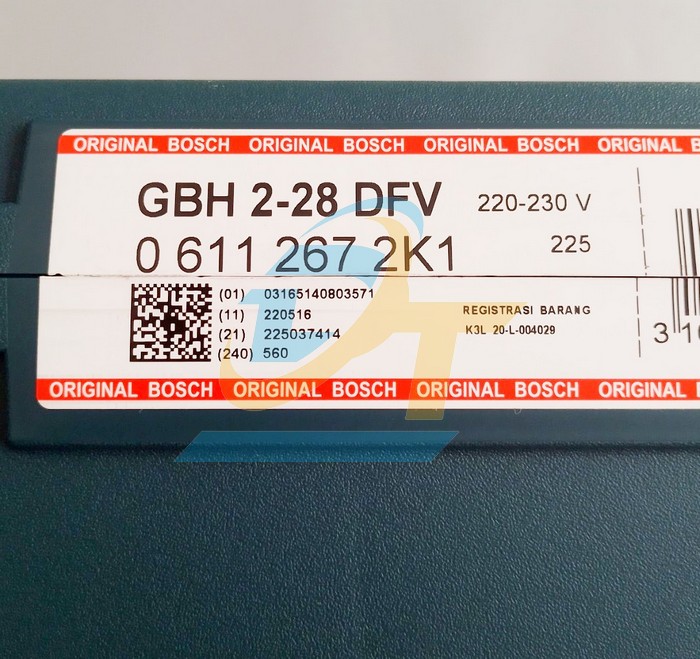 ORIGINAL BOSCH ORIGINAL BOSCH ORIGINAL BOSCH ORIGINAL
GBH 2-28 DFV 220-230 V
0 611 267 2K1 225
(01) 03165140803571
(11) 220516
(21) 225037414
(240) 560
REGISTRASI BARANG
K3L 20-L-004029
3
ORIGINAL BOSCH ORIGINAL BOSCH ORIGINAL BOSCH ORIGINAL
DT